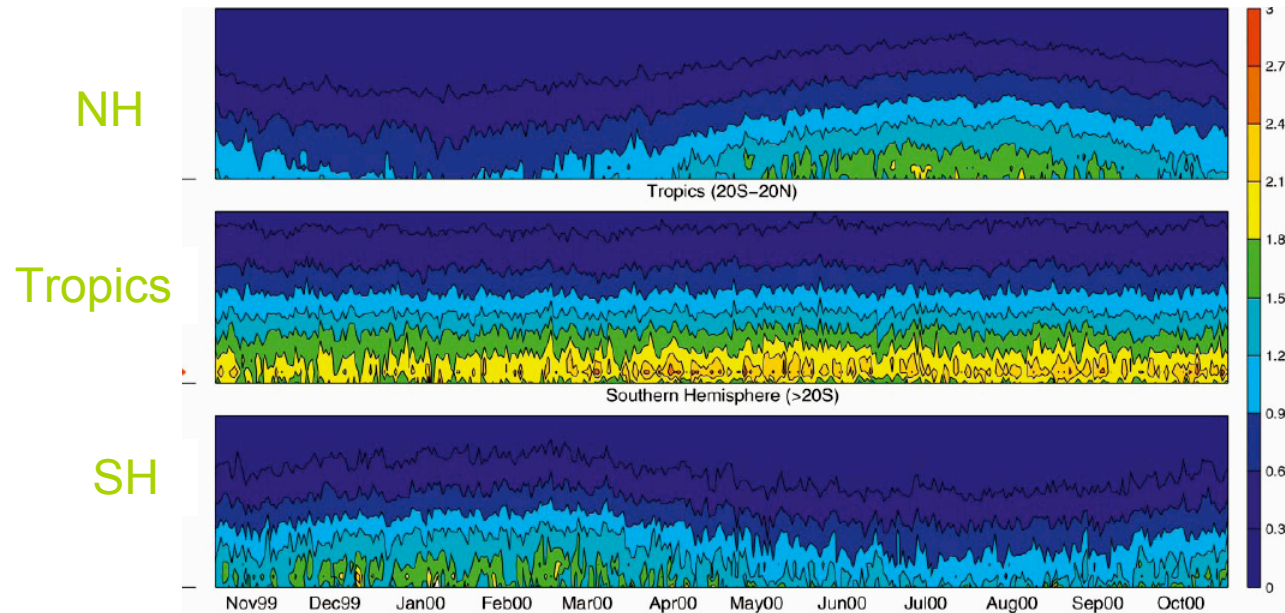 NH
Tropics (20S-20N)
Tropics
Southern Hemisphere (>20S)
SH
Nov99 Dec99 Jan00 Feb00 Mar00 Apr00 May00 Jun00 Jul00 Aug00 Sep00 Oct00
3
2.7
2.4
2.1
1.8
1.5
1.2
0.9
0.6
0.3
0